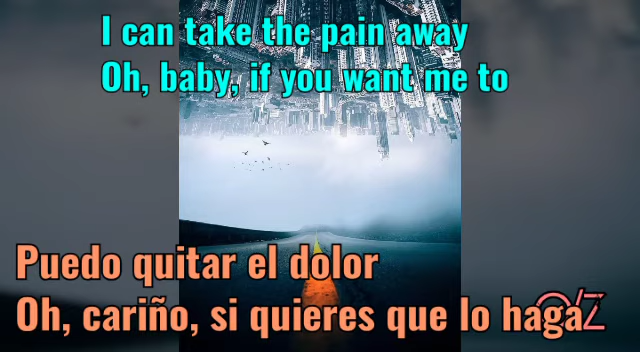 I can take the pain away
Oh, baby, if you want me to
Puedo quitar el dolor
Oh, cariño, si quieres que lo haga